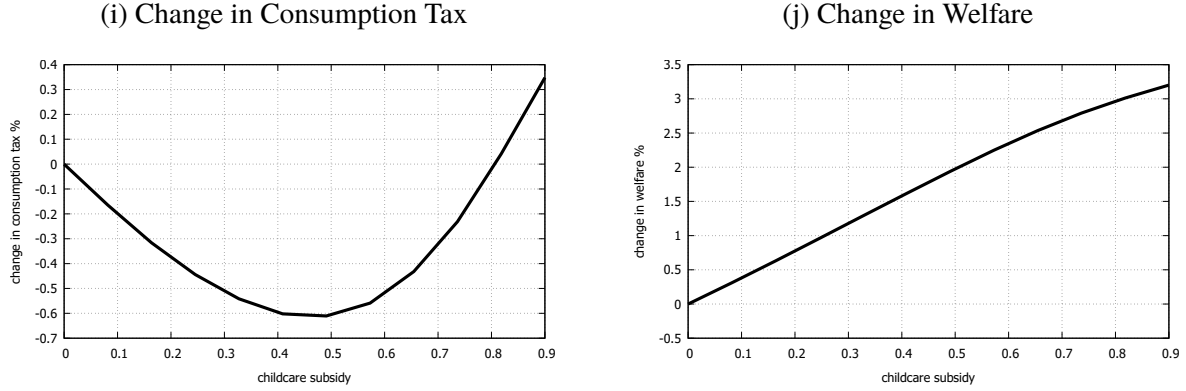 (i) Change in Consumption Tax
0.4
0.3
0.2
0.1
0
-0.1
-0.2
-0.3
-0.4
-0.5
-0.6
-0.7
change in consumption tax %
0 0.1 0.2 0.3 0.4 0.5 0.6 0.7 0.8 0.9
childcare subsidy
(j) Change in Welfare
3.5
3
2.5
2
1.5
1
0.5
0
-0.5
change in welfare %
0 0.1 0.2 0.3 0.4 0.5 0.6 0.7 0.8 0.9
childcare subsidy